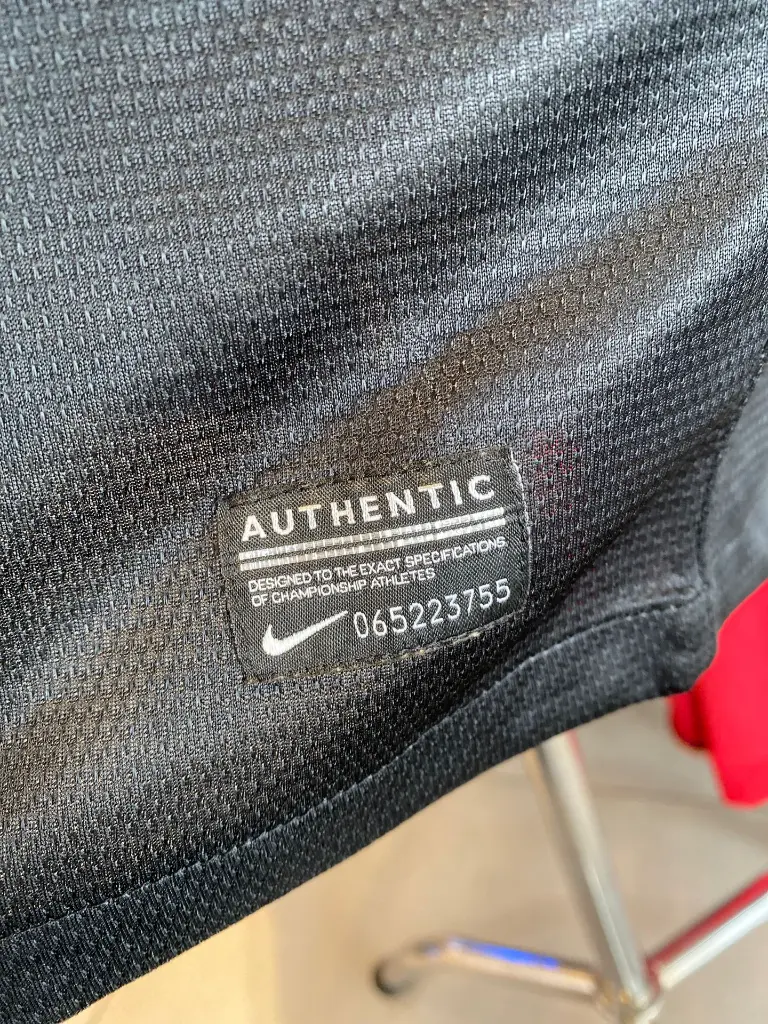 AUTHENTIC
DESIGNED TO THE EXACT SPECIFICATIONS
OF CHAMPIONSHIP ATHLETES
065223755